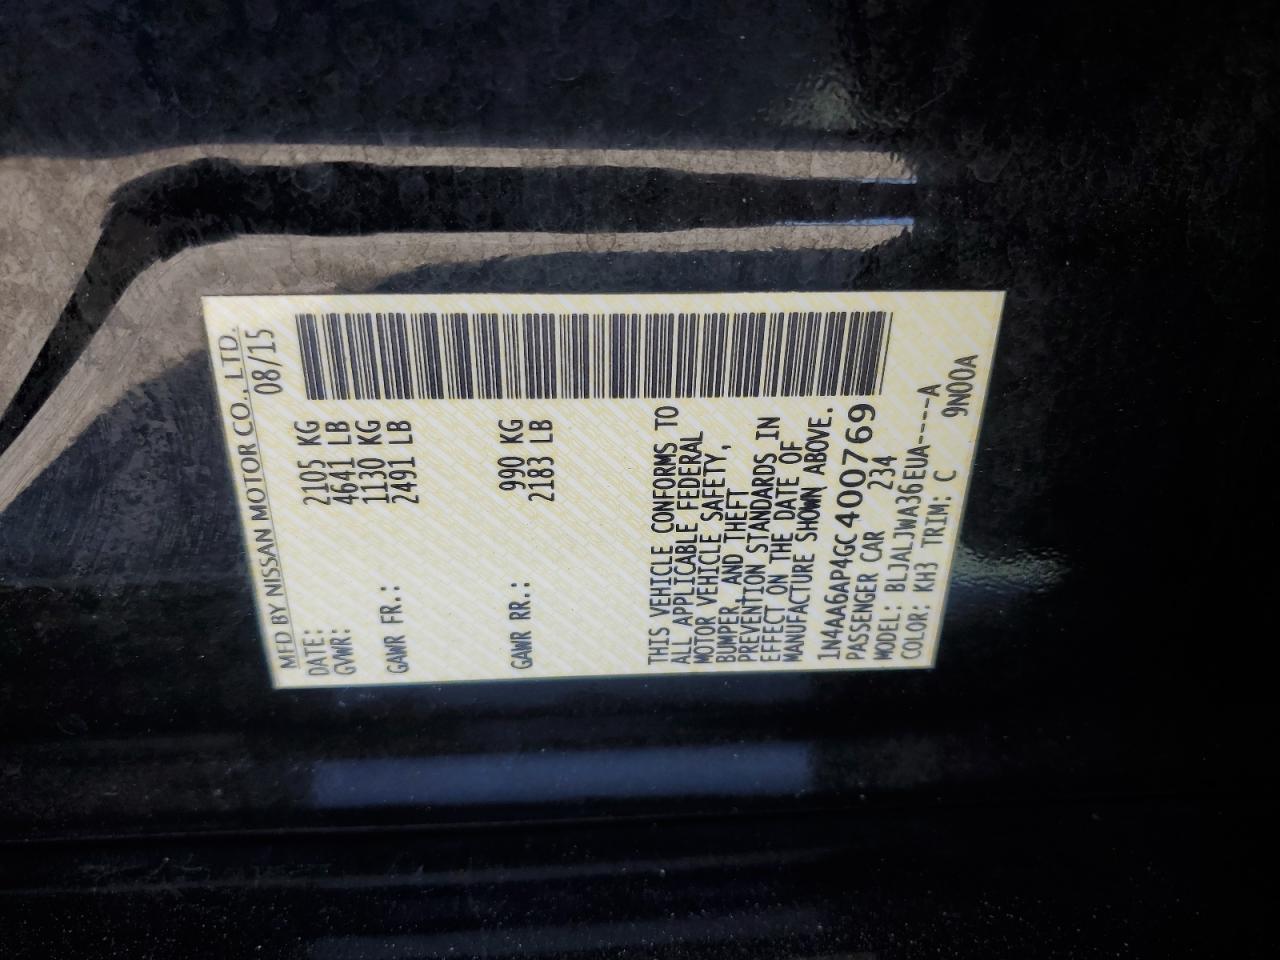 MFD BY NISSAN MOTOR CO., LTD.
DATE: 08/15
GVWR: 2105 KG
4641 LB
GAWR FR.: 1130 KG
2491 LB
GAWR RR.: 990 KG
2183 LB
THIS VEHICLE CONFORMS TO
ALL APPLICABLE FEDERAL
MOTOR VEHICLE SAFETY,
BUMPER, AND THEFT
PREVENTION STANDARDS IN
EFFECT ON THE DATE OF
MANUFACTURE SHOWN ABOVE.
1N4AA6AP4GC400769
PASSENGER CAR 234
MODEL: BLJALJWA36EUA-----A
COLOR: KH3 TRIM: C 9N00A